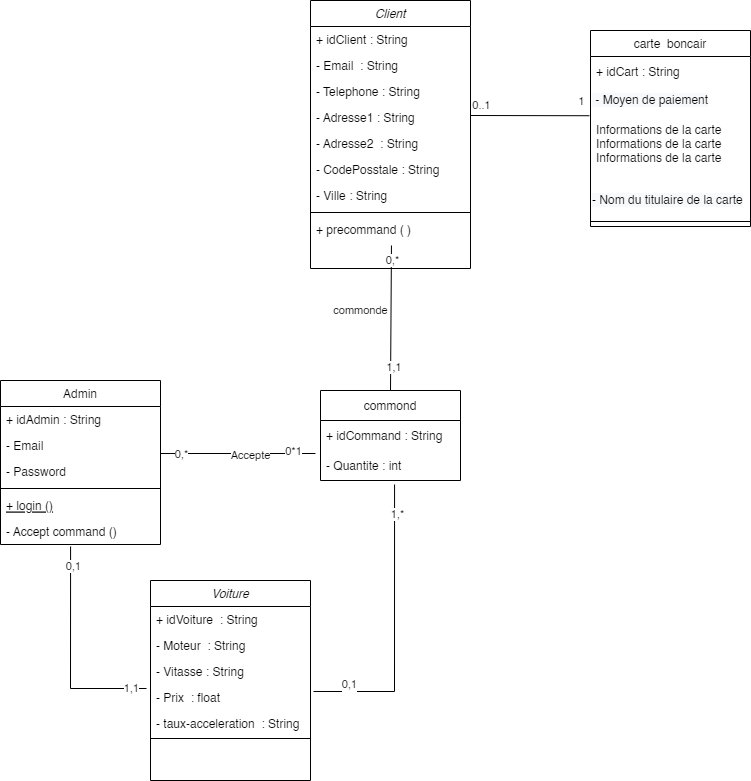 Client
+ idClient : String
- Email : String
- Telephone : String
- Adresse1 : String
- Adresse2 : String
- CodePosstale : String
- Ville : String
+ precommand ( )
0,*
0..1
1
carte boncair
+ idCart : String
- Moyen de paiement
Informations de la carte
Informations de la carte
Informations de la carte
- Nom du titulaire de la carte
commonde
1,1
commond
+ idCommand : String
- Quantite : int
Admin
+ idAdmin : String
- Email
- Password
+ login ()
- Accept command ()
0,*
Accepte
0*1
1,*
0,1
1,1
0,1
Voiture
+ idVoiture : String
- Moteur : String
- Vitasse : String
- Prix : float
- taux-acceleration : String